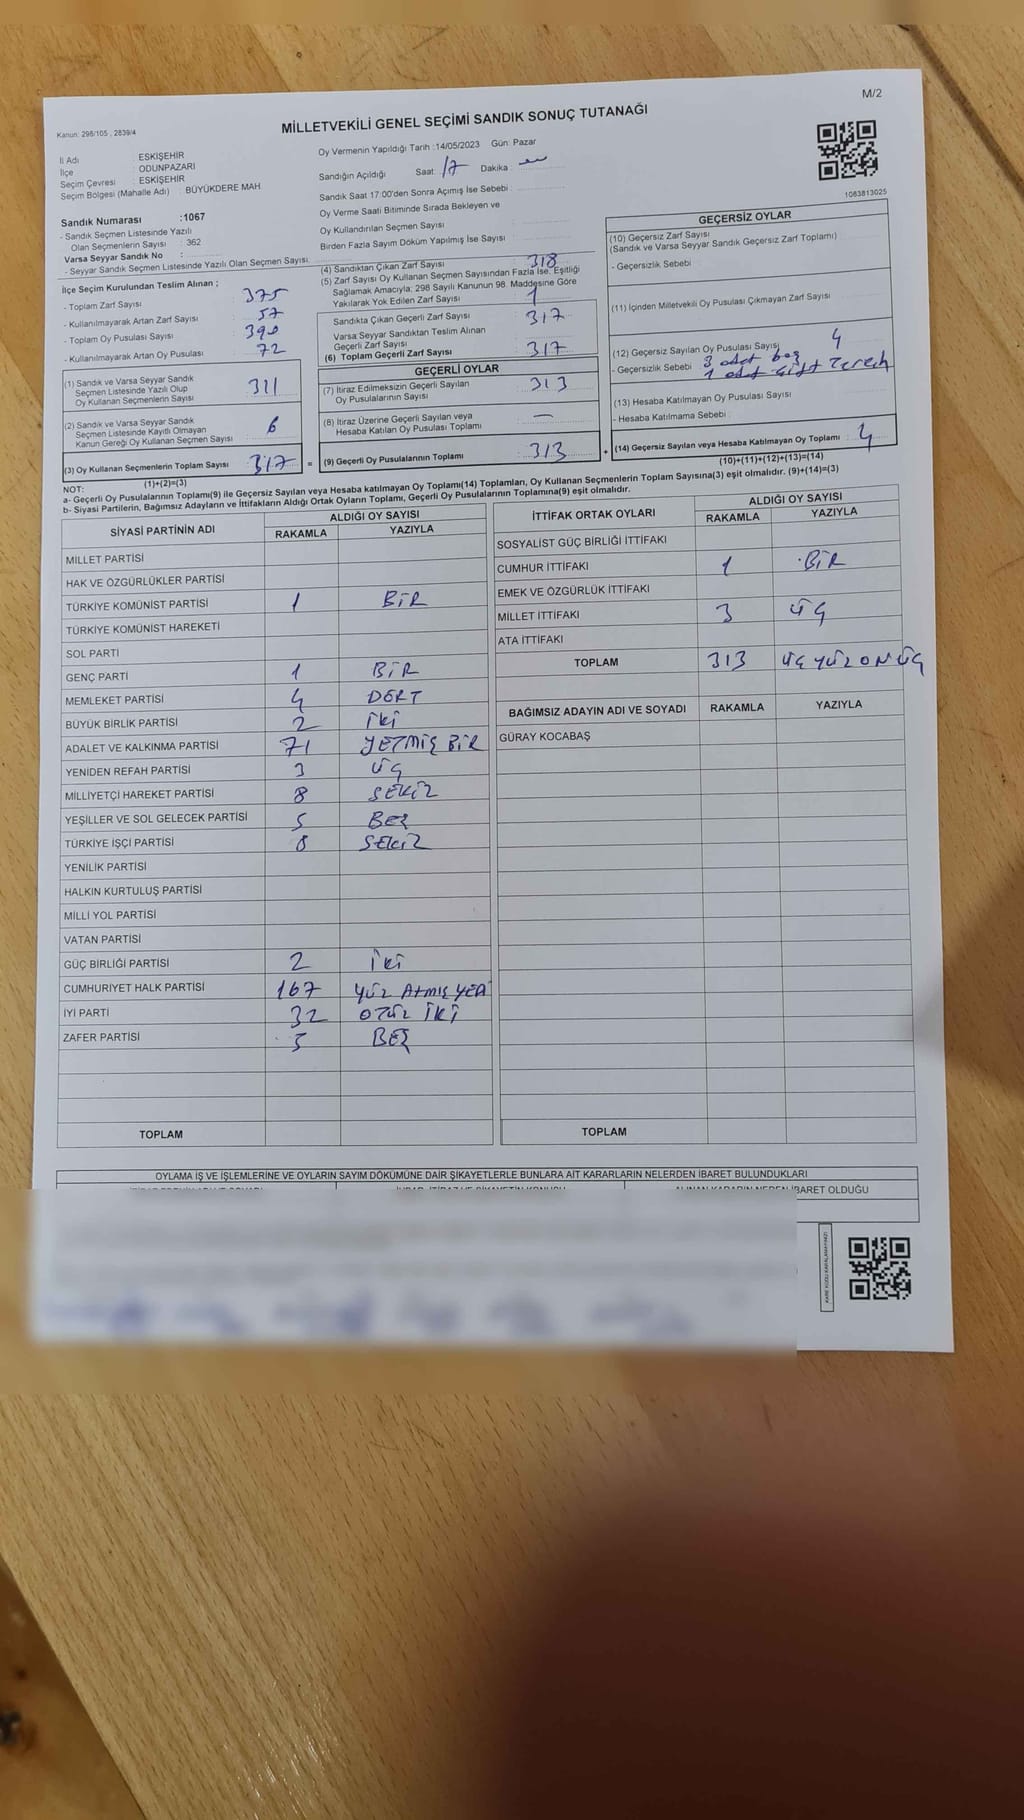 M/2
Kanun: 298/105 , 2839/4
MİLLETVEKİLİ GENEL SEÇİMİ SANDIK SONUÇ TUTANAĞI
İl Adı : ESKİŞEHİR
İlçe : ODUNPAZARI
Seçim Çevresi : ESKİŞEHİR
Seçim Bölgesi (Mahalle Adı) : BÜYÜKDERE MAH.
Sandık Numarası :1067
- Sandık Seçmen Listesinde Yazılı
Olan Seçmenlerin Sayısı : 362
Varsa Seyyar Sandık No :
- Seyyar Sandık Seçmen Listesinde Yazılı Olan Seçmen Sayısı:
Oy Vermenin Yapıldığı Tarih :14/05/2023 Gün: Pazar
Sandığın Açıldığı Saat: 17 Dakika :
Sandık Saat 17:00'den Sonra Açımış İse Sebebi :
Oy Verme Saati Bitiminde Sırada Bekleyen ve
Oy Kullandırılan Seçmen Sayısı :
Birden Fazla Sayım Döküm Yapılmış İse Sayısı :
1083813025
İlçe Seçim Kurulundan Teslim Alınan ;
- Toplam Zarf Sayısı : 375
- Kullanılmayarak Artan Zarf Sayısı : 57
- Toplam Oy Pusulası Sayısı : 390
- Kullanılmayarak Artan Oy Pusulası : 72
(1) Sandık ve Varsa Seyyar Sandık
Seçmen Listesinde Yazılı Olup
Oy Kullanan Seçmenlerin Sayısı : 311
(2) Sandık ve Varsa Seyyar Sandık
Seçmen Listesinde Kayıtlı Olmayan
Kanun Gereği Oy Kullanan Seçmen Sayısı : 6
(3) Oy Kullanan Seçmenlerin Toplam Sayısı : 317
(1)+(2)=(3)
(4) Sandıktan Çıkan Zarf Sayısı : 318
(5) Zarf Sayısı Oy Kullanan Seçmen Sayısından Fazla İse, Eşitliği
Sağlamak Amacıyla; 298 Sayılı Kanunun 98. Maddesine Göre
Yakılarak Yok Edilen Zarf Sayısı : 1
Sandıkta Çıkan Geçerli Zarf Sayısı : 317
Varsa Seyyar Sandıktan Teslim Alınan
Geçerli Zarf Sayısı :
(6) Toplam Geçerli Zarf Sayısı : 317
GEÇERLİ OYLAR
(7) İtiraz Edilmeksizin Geçerli Sayılan
Oy Pusulalarının Sayısı : 313
(8) İtiraz Üzerine Geçerli Sayılan veya
Hesaba Katılan Oy Pusulası Toplamı : —
= (9) Geçerli Oy Pusulalarının Toplamı : 313 +
GEÇERSİZ OYLAR
(10) Geçersiz Zarf Sayısı
(Sandık ve Varsa Seyyar Sandık Geçersiz Zarf Toplamı) :
- Geçersizlik Sebebi :
(11) İçinden Milletvekili Oy Pusulası Çıkmayan Zarf Sayısı :
(12) Geçersiz Sayılan Oy Pusulası Sayısı : 4
- Geçersizlik Sebebi : 3 adet boş
1 adet çift Tercih
(13) Hesaba Katılmayan Oy Pusulası Sayısı :
- Hesaba Katılmama Sebebi :
(14) Geçersiz Sayılan veya Hesaba Katılmayan Oy Toplamı : 4
(10)+(11)+(12)+(13)=(14)
NOT:
a- Geçerli Oy Pusulalarının Toplamı(9) ile Geçersiz Sayılan veya Hesaba katılmayan Oy Toplamı(14) Toplamları, Oy Kullanan Seçmenlerin Toplam Sayısına(3) eşit olmalıdır. (9)+(14)=(3)
b- Siyasi Partilerin, Bağımsız Adayların ve İttifakların Aldığı Ortak Oyların Toplamı, Geçerli Oy Pusulalarının Toplamına(9) eşit olmalıdır.
SİYASİ PARTİNİN ADI ALDIĞI OY SAYISI
RAKAMLA YAZIYLA
MİLLET PARTİSİ
HAK VE ÖZGÜRLÜKLER PARTİSİ
TÜRKİYE KOMÜNİST PARTİSİ 1 BİR
TÜRKİYE KOMÜNİST HAREKETİ
SOL PARTİ
GENÇ PARTİ 1 BİR
MEMLEKET PARTİSİ 4 DÖRT
BÜYÜK BİRLİK PARTİSİ 2 İKİ
ADALET VE KALKINMA PARTİSİ 71 YETMİŞ BİR
YENİDEN REFAH PARTİSİ 3 ÜÇ
MİLLİYETÇİ HAREKET PARTİSİ 8 SEKİZ
YEŞİLLER VE SOL GELECEK PARTİSİ 5 BEŞ
TÜRKİYE İŞÇİ PARTİSİ 8 SEKİZ
YENİLİK PARTİSİ
HALKIN KURTULUŞ PARTİSİ
MİLLİ YOL PARTİSİ
VATAN PARTİSİ
GÜÇ BİRLİĞİ PARTİSİ 2 İKİ
CUMHURİYET HALK PARTİSİ 167 YÜZ ATMIŞ YEDİ
İYİ PARTİ 32 OTUZ İKİ
ZAFER PARTİSİ 5 BEŞ
TOPLAM
İTTİFAK ORTAK OYLARI ALDIĞI OY SAYISI
RAKAMLA YAZIYLA
SOSYALİST GÜÇ BİRLİĞİ İTTİFAKI
CUMHUR İTTİFAKI 1 BİR
EMEK VE ÖZGÜRLÜK İTTİFAKI
MİLLET İTTİFAKI 3 ÜÇ
ATA İTTİFAKI
TOPLAM 313 ÜÇ YÜZ ON ÜÇ
BAĞIMSIZ ADAYIN ADI VE SOYADI RAKAMLA YAZIYLA
GÜRAY KOCABAŞ
TOPLAM
OYLAMA İŞ VE İŞLEMLERİNE VE OYLARIN SAYIM DÖKÜMÜNE DAİR ŞİKAYETLERLE BUNLARA AİT KARARLARIN NELERDEN İBARET BULUNDUKLARI
ALINAN KARARIN NEDEN İBARET OLDUĞU